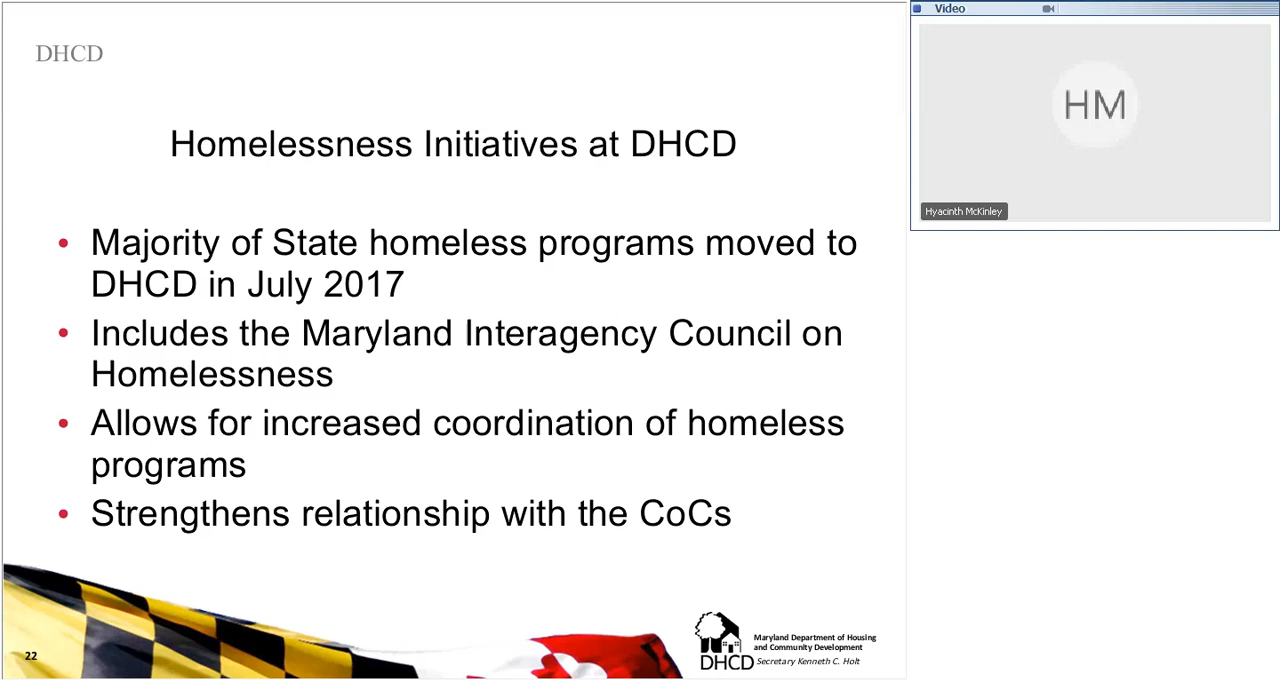 DHCD
Homelessness Initiatives at DHCD
• Majority of State homeless programs moved to
DHCD in July 2017
• Includes the Maryland Interagency Council on
Homelessness
• Allows for increased coordination of homeless
programs
• Strengthens relationship with the CoCs
22
DHCD
Maryland Department of Housing
and Community Development
Secretary Kenneth C. Holt
Video
HM
Hyacinth McKinley